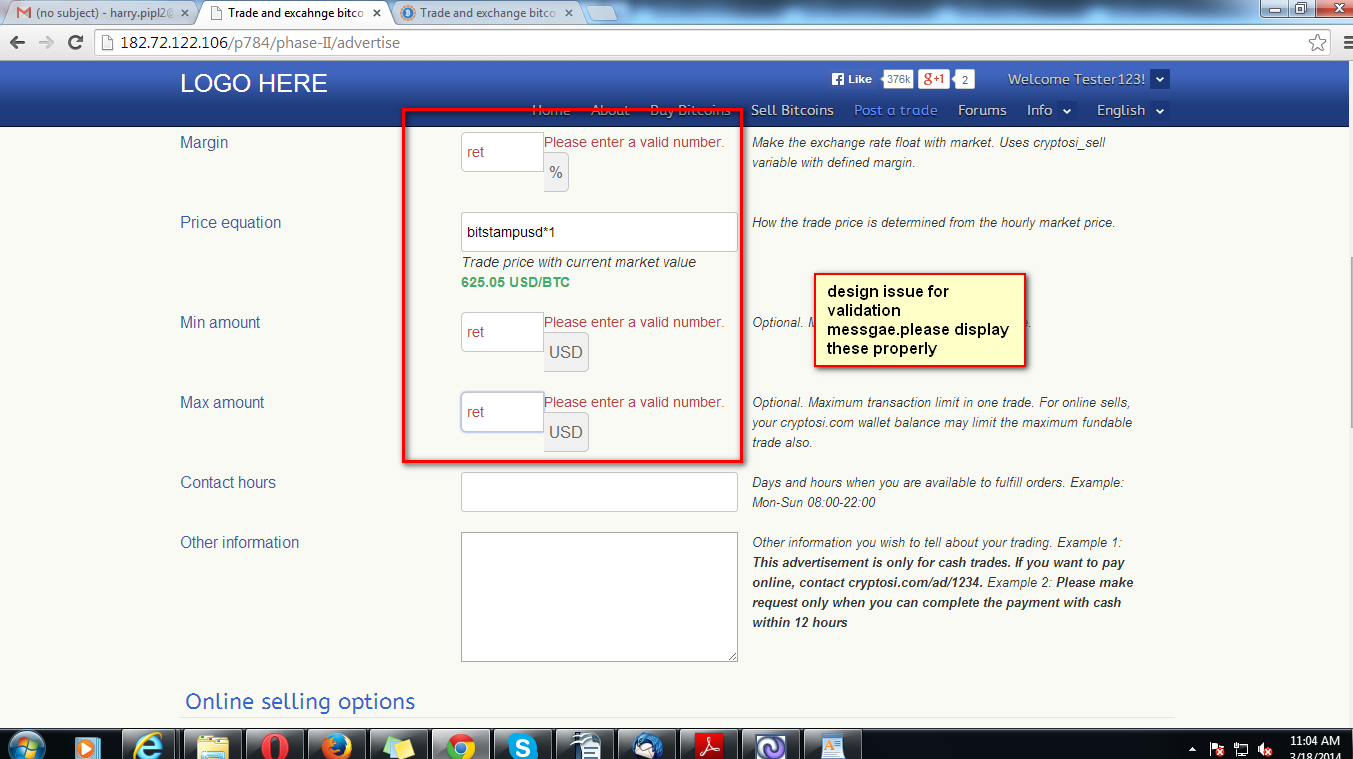 (no subject) - harry.pipl2@
Trade and excahnge bitco
Trade and exchange bitco
182.72.122.106/p784/phase-II/advertise
LOGO HERE
Like 376k g+1 2
Welcome Tester123!
Home About Buy Bitcoins Sell Bitcoins Post a trade Forums Info English
Margin
ret
Please enter a valid number.
%
Make the exchange rate float with market. Uses cryptosi_sell
variable with defined margin.
Price equation
bitstampusd*1
How the trade price is determined from the hourly market price.
Trade price with current market value
625.05 USD/BTC
design issue for
validation
messgae.please display
these properly
Min amount
ret
Please enter a valid number.
USD
Optional.
Max amount
ret
Please enter a valid number.
USD
Optional. Maximum transaction limit in one trade. For online sells,
your cryptosi.com wallet balance may limit the maximum fundable
trade also.
Contact hours
Days and hours when you are available to fulfill orders. Example:
Mon-Sun 08:00-22:00
Other information
Other information you wish to tell about your trading. Example 1:
This advertisement is only for cash trades. If you want to pay
online, contact cryptosi.com/ad/1234. Example 2: Please make
request only when you can complete the payment with cash
within 12 hours
Online selling options
11:04 AM
3/18/2014